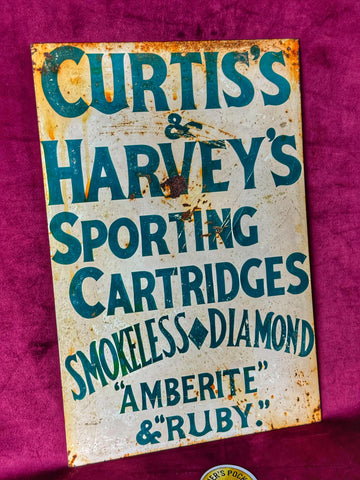 CURTIS'S
&
HARVEY'S
SPORTING
CARTRIDGES
SMOKELESS◆DIAMOND
"AMBERITE"
& "RUBY."